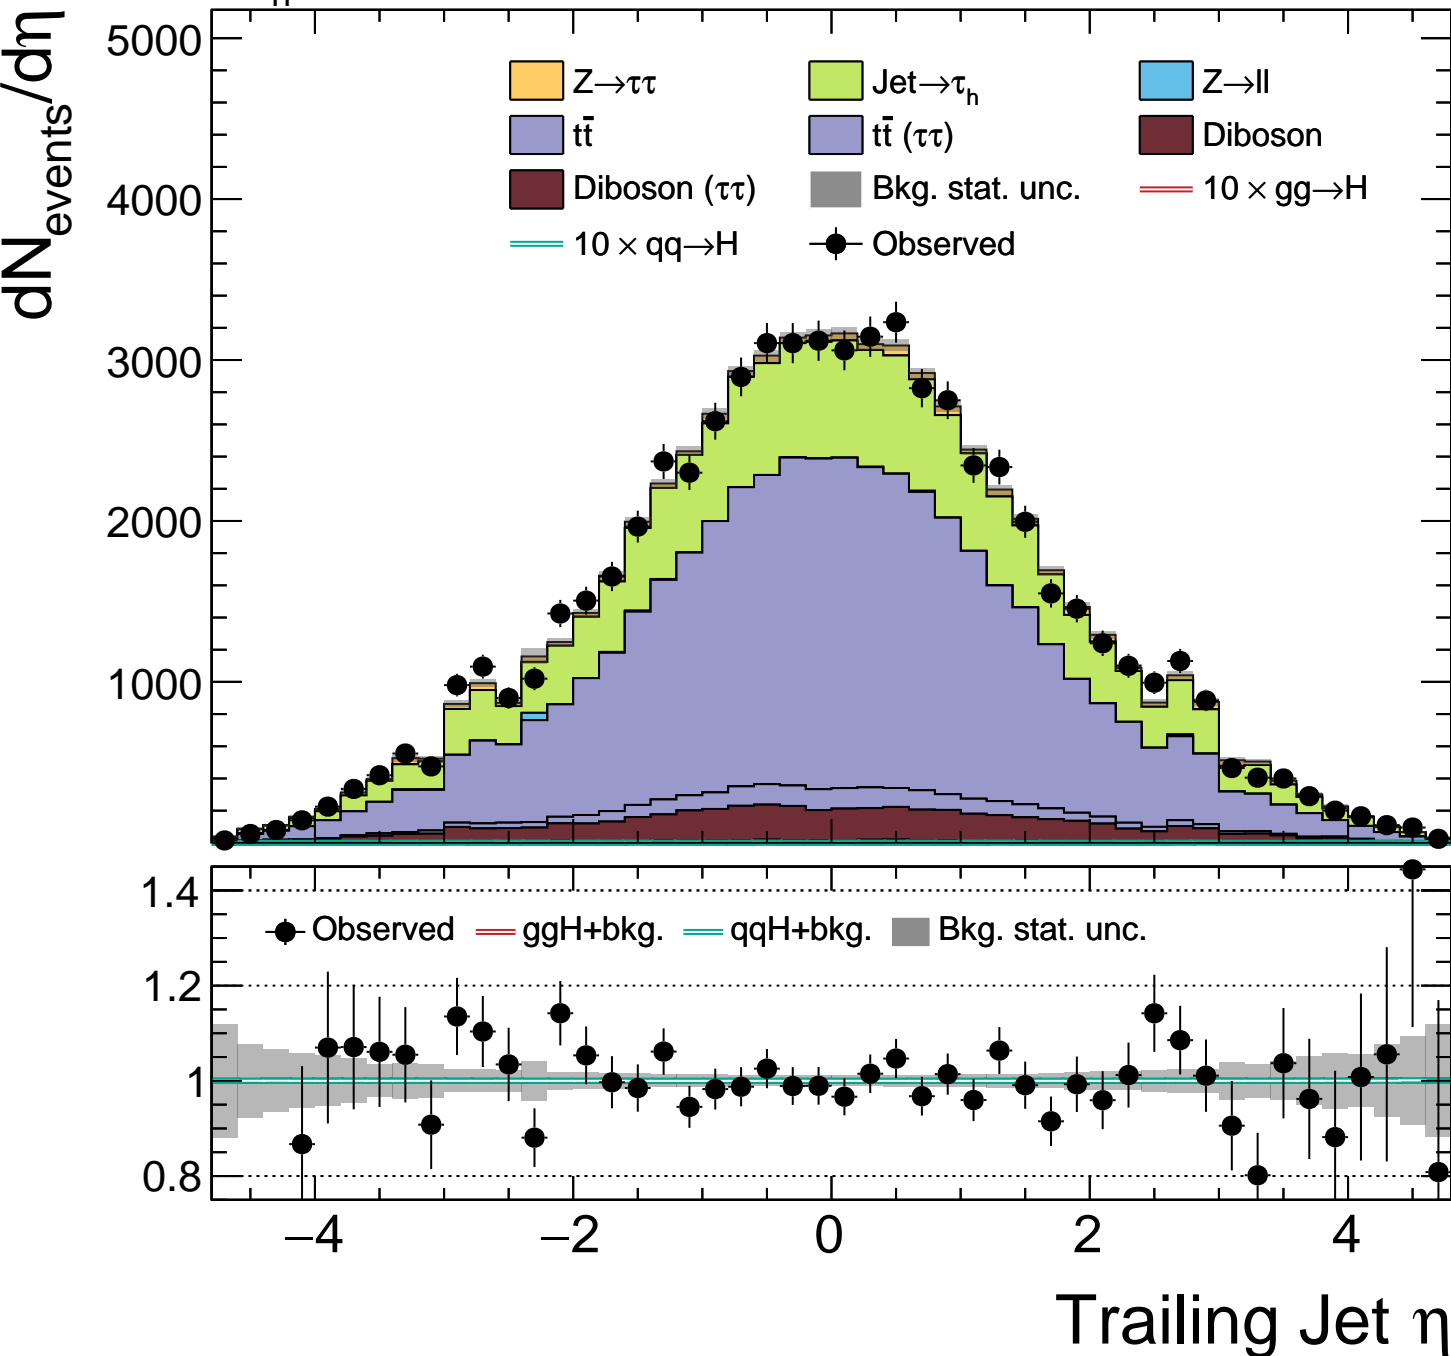 dN_events/dη
5000
4000
3000
2000
1000
Z→ττ Jet→τ_h Z→ll
tt̄ tt̄ (ττ) Diboson
Diboson (ττ) Bkg. stat. unc. 10 × gg→H
10 × qq→H Observed
1.4
1.2
1
0.8
Observed ggH+bkg. qqH+bkg. Bkg. stat. unc.
−4 −2 0 2 4
Trailing Jet η